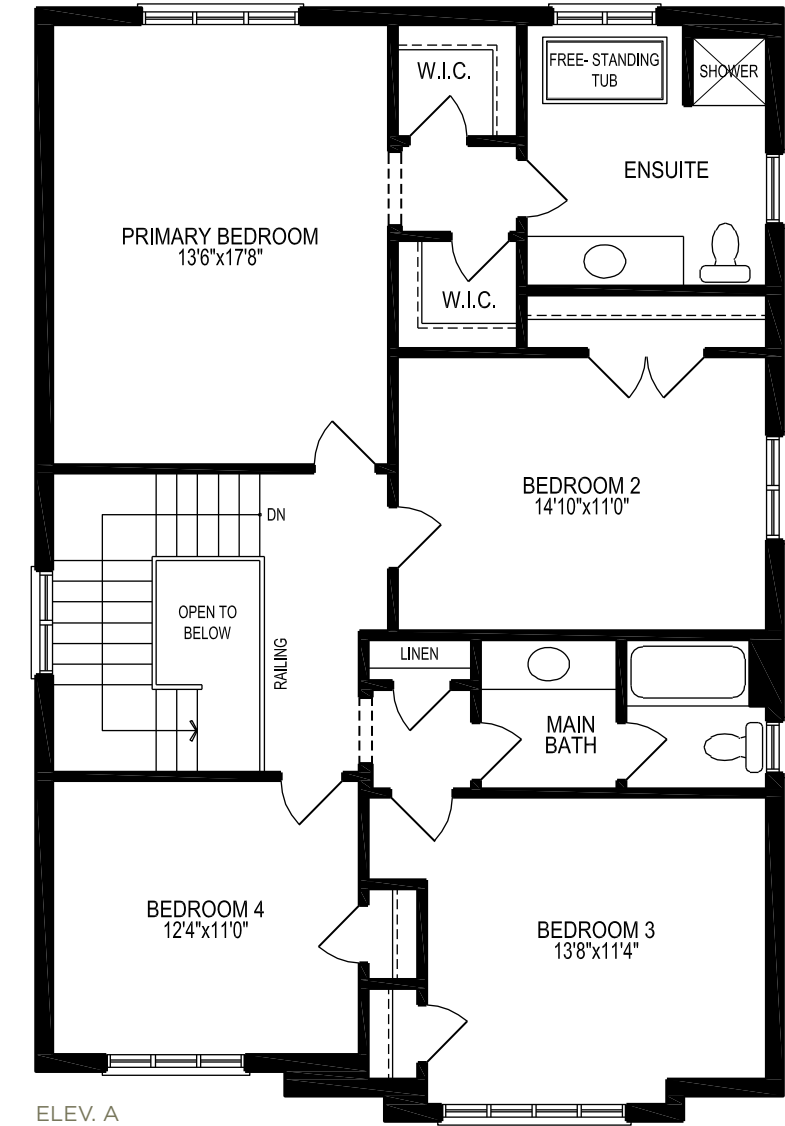 W.I.C.
FREE- STANDING
TUB
SHOWER
ENSUITE
PRIMARY BEDROOM
13'6"x17'8"
W.I.C.
BEDROOM 2
14'10"x11'0"
DN
OPEN TO
BELOW
RAILING
LINEN
MAIN
BATH
BEDROOM 4
12'4"x11'0"
BEDROOM 3
13'8"x11'4"
ELEV. A